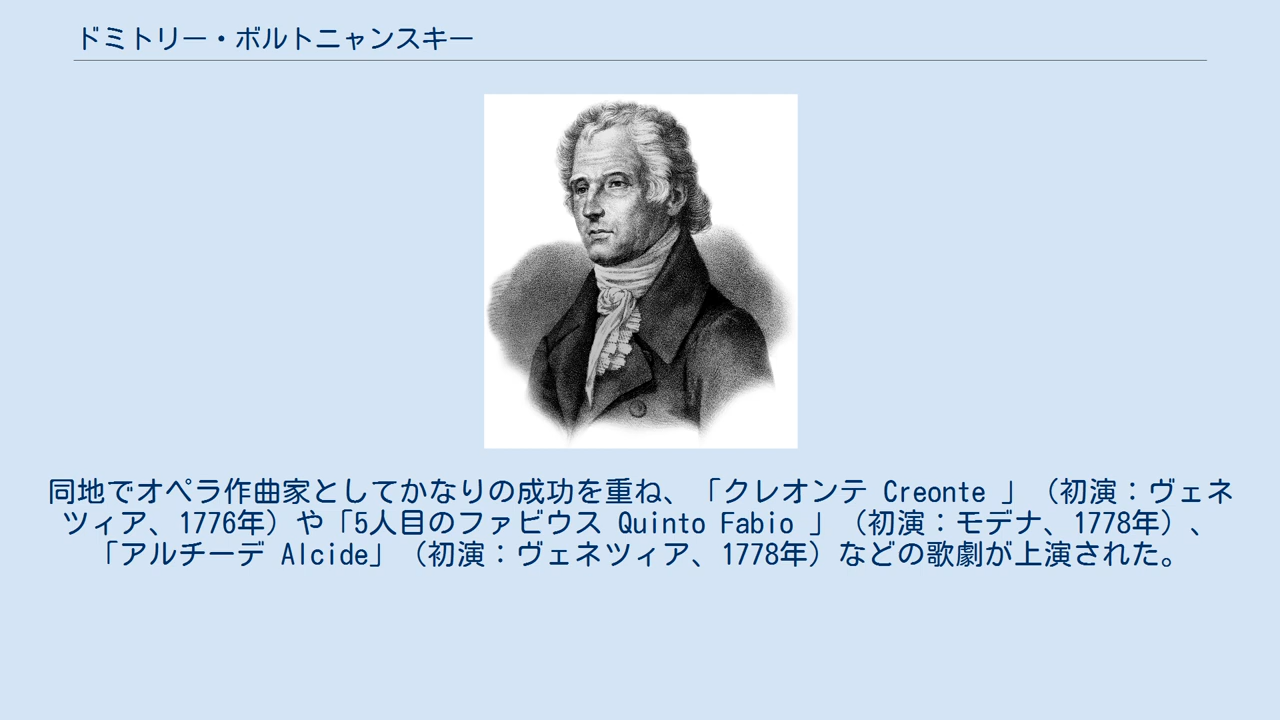 ドミトリー・ボルトニャンスキー
同地でオペラ作曲家としてかなりの成功を重ね、「クレオンテ Creonte 」（初演：ヴェネ
ツィア、1776年）や「5人目のファビウス Quinto Fabio 」（初演：モデナ、1778年）、
「アルチーデ Alcide」（初演：ヴェネツィア、1778年）などの歌劇が上演された。